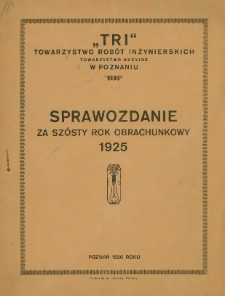 „TRI“
TOWARZYSTWO ROBÓT INŻYNIERSKICH
TOWARZYSTWO AKCYJNE
W POZNANIU
SPRAWOZDANIE
ZA SZÓSTY ROK OBRACHUNKOWY
1925
POZNAŃ 1926 ROKU